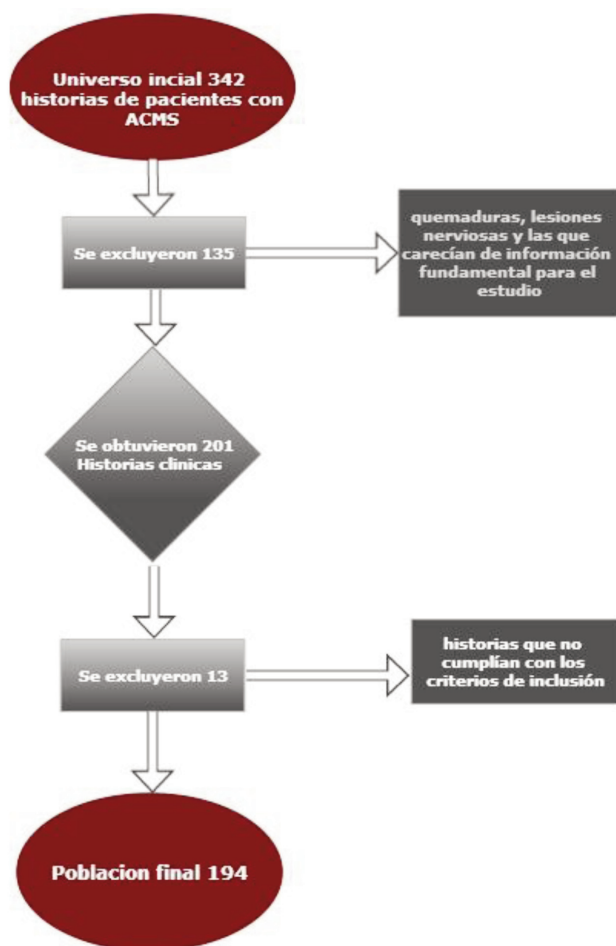 Universo incial 342
historias de pacientes con
ACMS
Se excluyeron 135
quemaduras, lesiones
nerviosas y las que
carecían de información
fundamental para el
estudio
Se obtuvieron 201
Historias clinicas
Se excluyeron 13
historias que no
cumplían con los
criterios de inclusión
Poblacion final 194